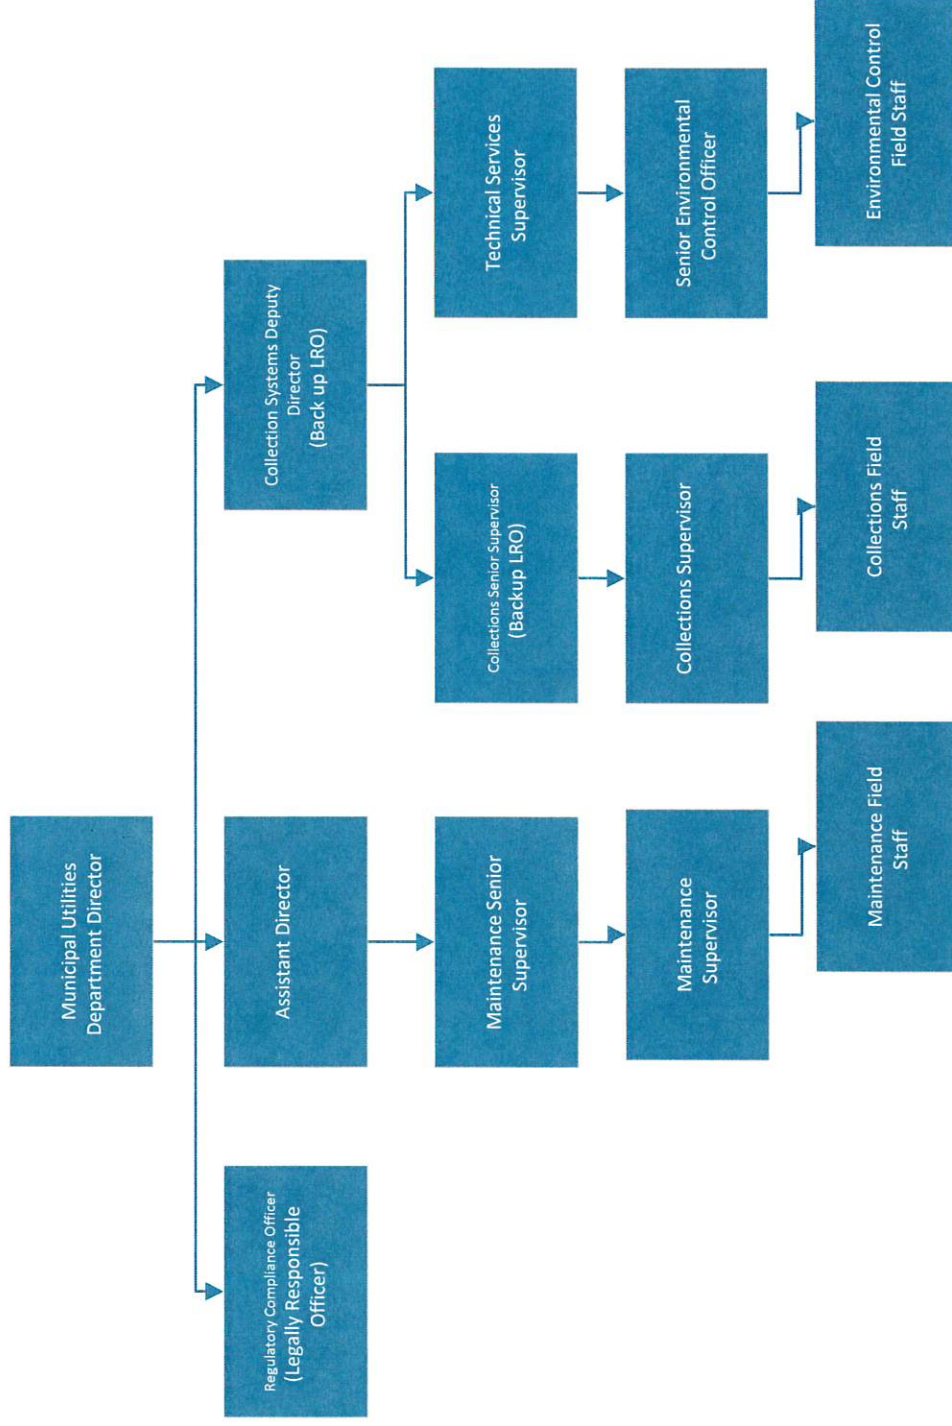 Municipal Utilities
Department Director
Regulatory Compliance Officer
(Legally Responsible
Officer)
Assistant Director
Collection Systems Deputy
Director
(Back up LRO)
Maintenance Senior
Supervisor
Collections Senior Supervisor
(Backup LRO)
Technical Services
Supervisor
Maintenance
Supervisor
Collections Supervisor
Senior Environmental
Control Officer
Maintenance Field
Staff
Collections Field
Staff
Environmental Control
Field Staff